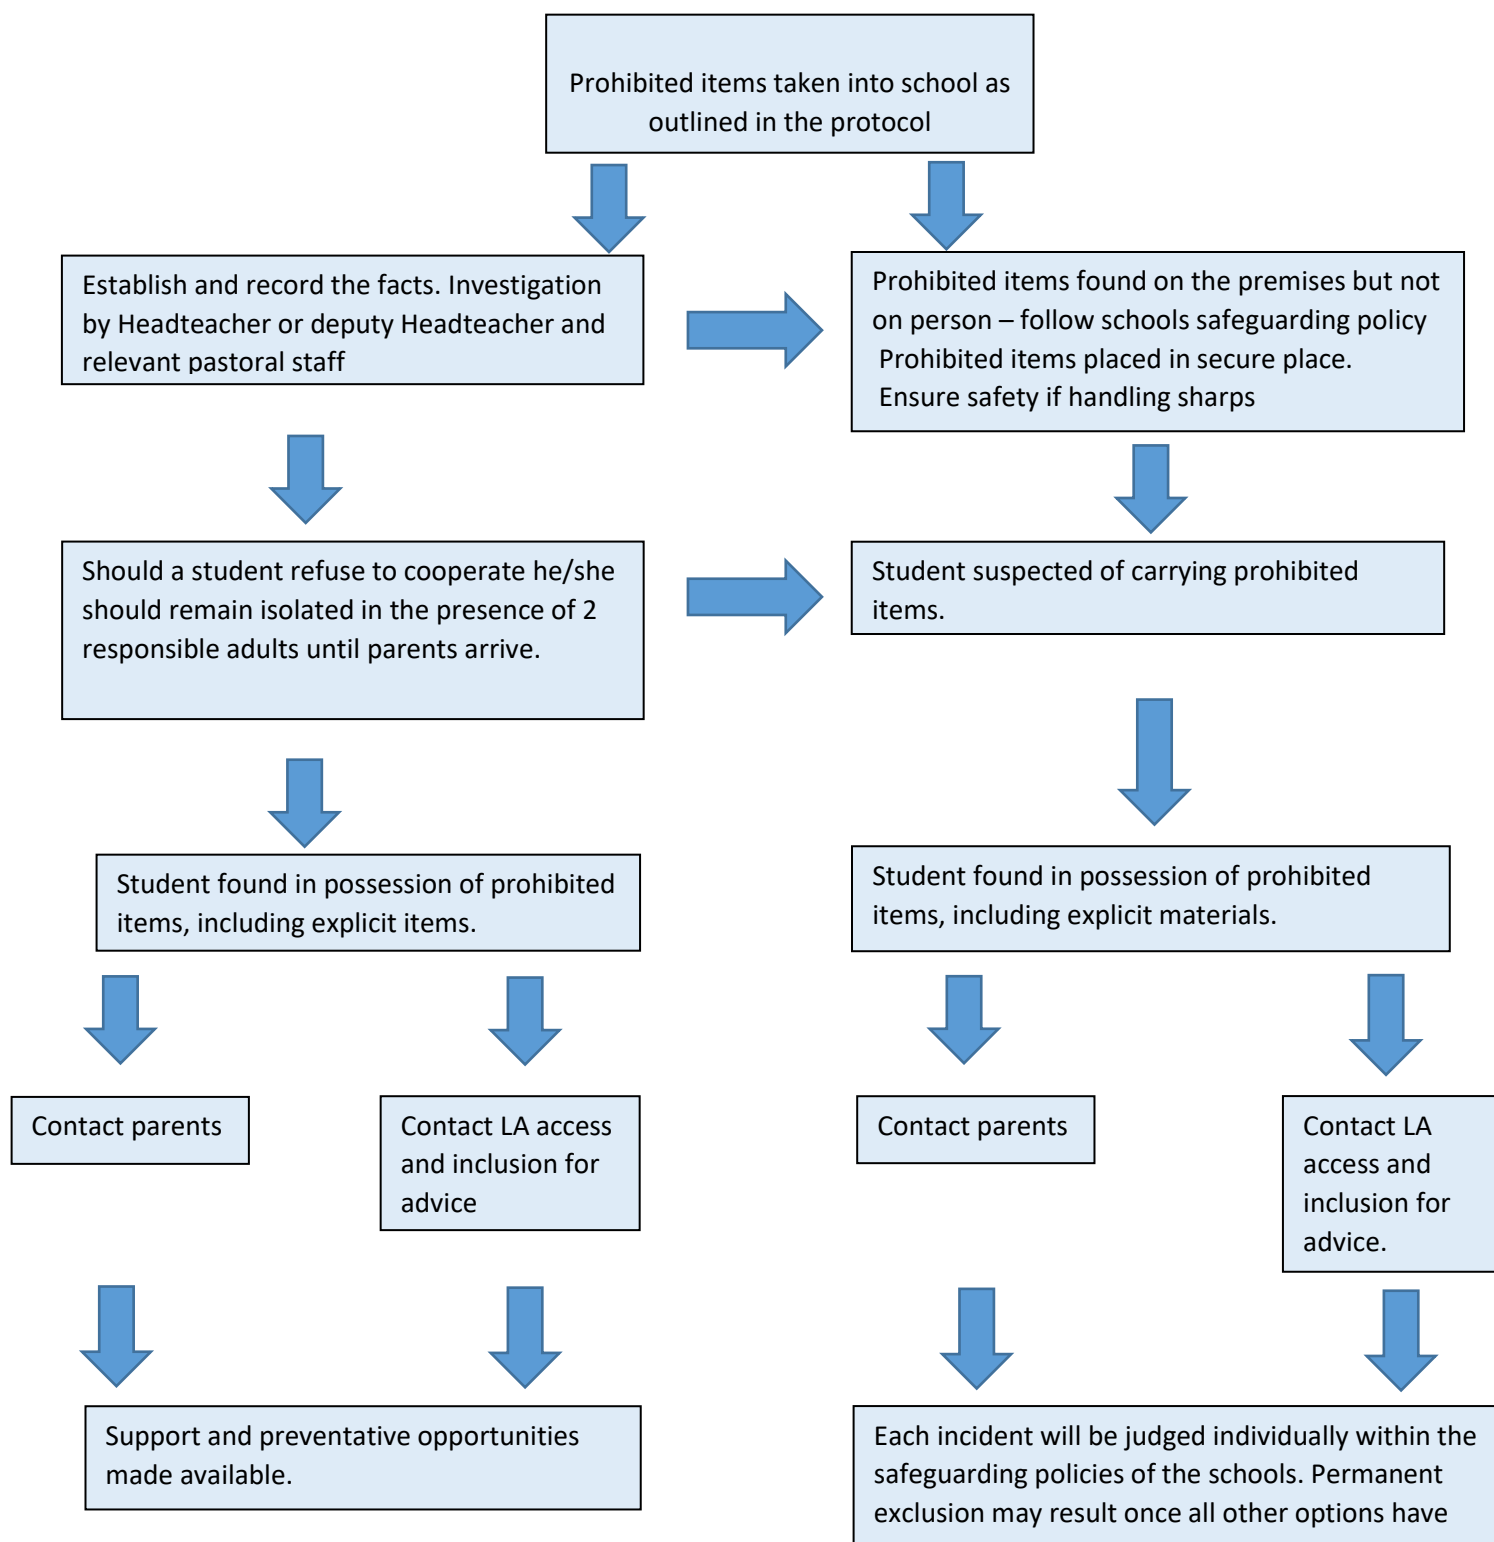 Prohibited items taken into school as
outlined in the protocol
Establish and record the facts. Investigation
by Headteacher or deputy Headteacher and
relevant pastoral staff
Prohibited items found on the premises but not
on person – follow schools safeguarding policy
Prohibited items placed in secure place.
Ensure safety if handling sharps
Should a student refuse to cooperate he/she
should remain isolated in the presence of 2
responsible adults until parents arrive.
Student suspected of carrying prohibited
items.
Student found in possession of prohibited
items, including explicit items.
Student found in possession of prohibited
items, including explicit materials.
Contact parents
Contact LA access
and inclusion for
advice
Contact parents
Contact LA
access and
inclusion for
advice.
Support and preventative opportunities
made available.
Each incident will be judged individually within the
safeguarding policies of the schools. Permanent
exclusion may result once all other options have